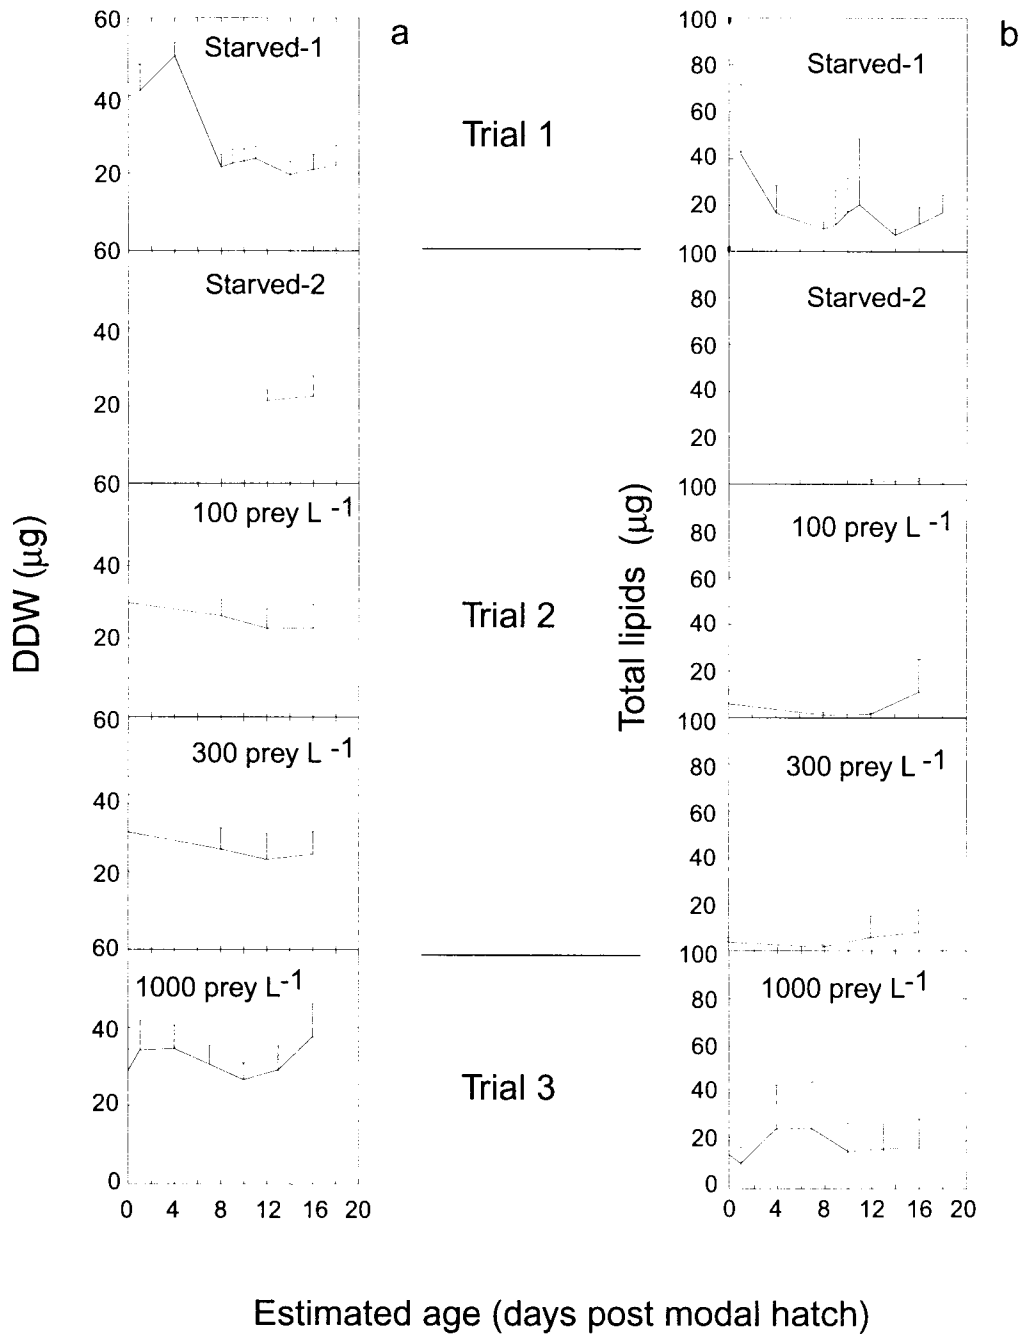 a
b
60
40
20
60
40
20
60
40
20
60
40
20
60
40
20
0
Starved-1
Starved-2
100 prey L -1
300 prey L -1
1000 prey L-1
0 4 8 12 16 20
DDW (μg)
Trial 1
Trial 2
Trial 3
100
80
60
40
20
100
80
60
40
20
100
80
60
40
20
100
80
60
40
20
100
80
60
40
20
0
Starved-1
Starved-2
100 prey L -1
300 prey L -1
1000 prey L-1
0 4 8 12 16 20
Total lipids (μg)
Estimated age (days post modal hatch)